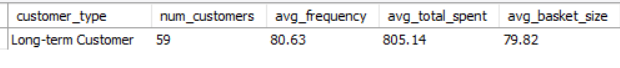 customer_type num_customers avg_frequency avg_total_spent avg_basket_size
Long-term Customer 59 80.63 805.14 79.82